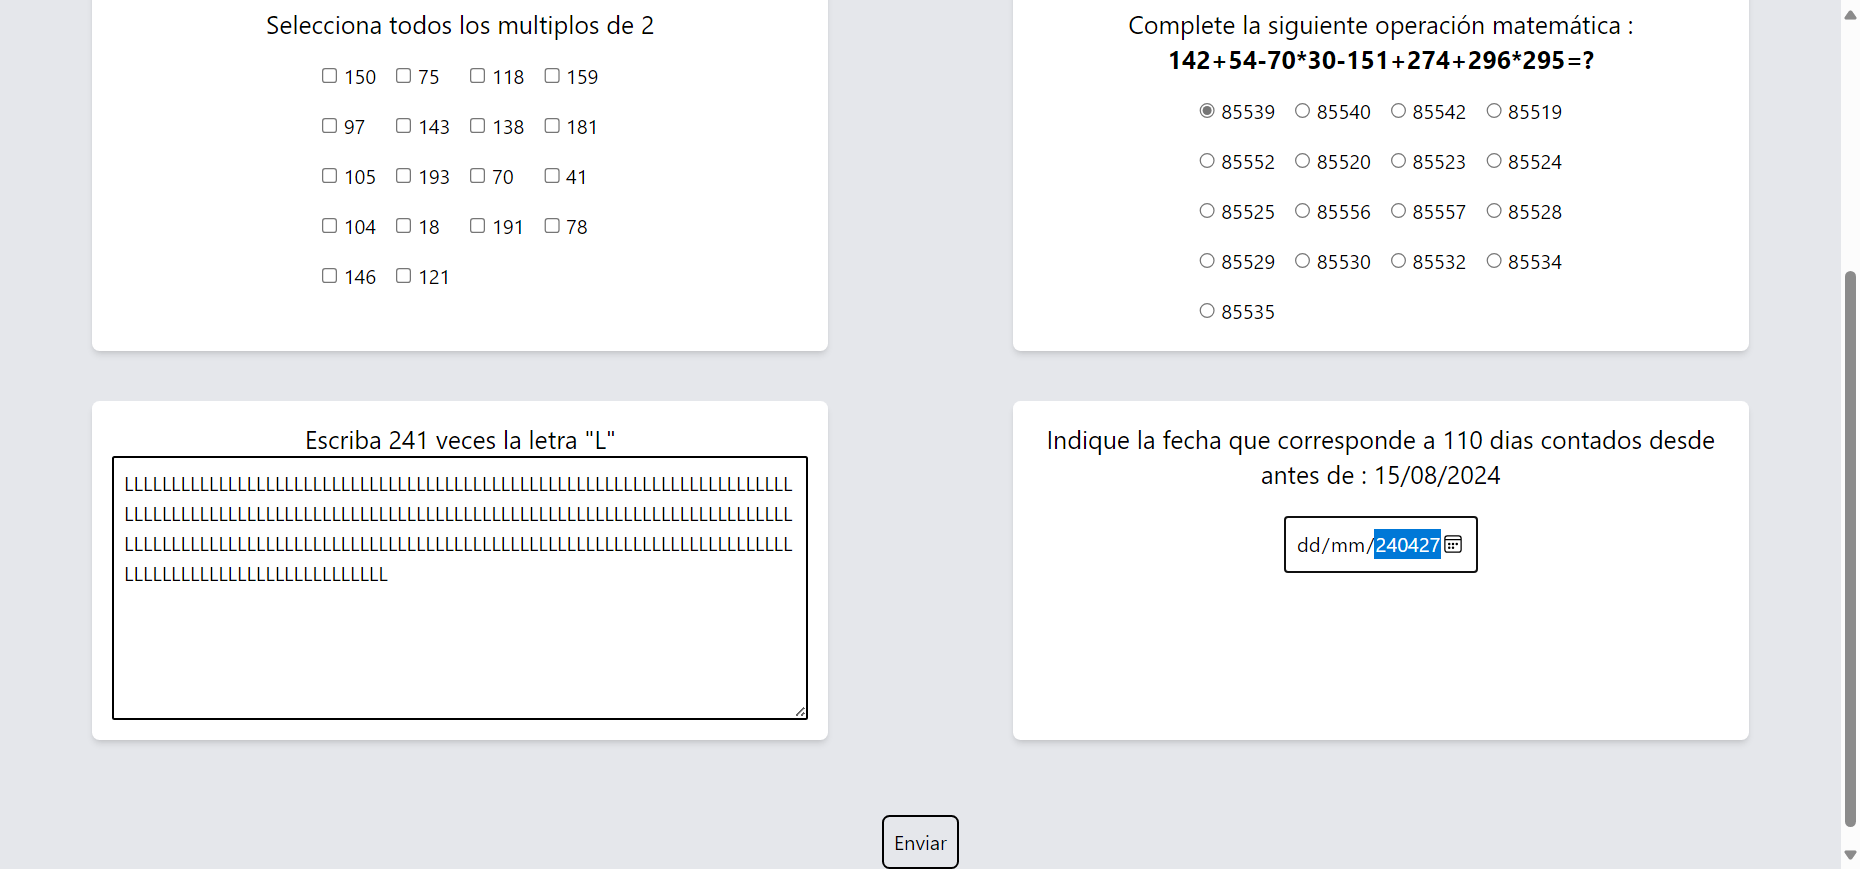 Selecciona todos los multiplos de 2
150 75 118 159
97 143 138 181
105 193 70 41
104 18 191 78
146 121
Complete la siguiente operación matemática :
142+54-70*30-151+274+296*295=?
85539 85540 85542 85519
85552 85520 85523 85524
85525 85556 85557 85528
85529 85530 85532 85534
85535
Escriba 241 veces la letra "L"
LLLLLLLLLLLLLLLLLLLLLLLLLLLLLLLLLLLLLLLLLLLLLLLLLLLLLLLLLLLLLLLLLLLLLLL
LLLLLLLLLLLLLLLLLLLLLLLLLLLLLLLLLLLLLLLLLLLLLLLLLLLLLLLLLLLLLLLLLLLLLLL
LLLLLLLLLLLLLLLLLLLLLLLLLLLLLLLLLLLLLLLLLLLLLLLLLLLLLLLLLLLLLLLLLLLLLLL
LLLLLLLLLLLLLLLLLLLLLLLLLLLL
Indique la fecha que corresponde a 110 dias contados desde
antes de : 15/08/2024
dd/mm/240427
Enviar